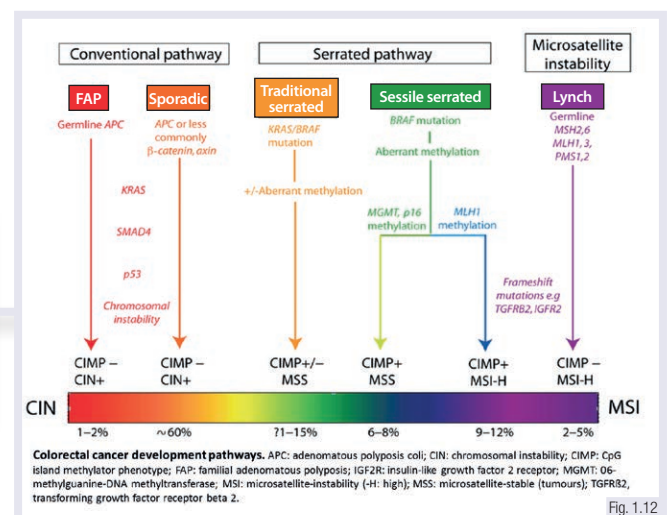 Conventional pathway
Serrated pathway
Microsatellite
instability
FAP
Sporadic
Traditional
serrated
Sessile serrated
Lynch
Germline APC
APC or less
commonly
β-catenin, axin
KRAS/BRAF
mutation
BRAF mutation
Aberrant methylation
Germline
MSH2,6
MLH1, 3,
PMS1,2
KRAS
+/-Aberrant methylation
SMAD4
MGMT, p16
methylation
MLH1
methylation
p53
Chromosomal
instability
Frameshift
mutations e.g
TGFRB2, IGFR2
CIMP –
CIN+
CIMP –
CIN+
CIMP+/–
MSS
CIMP+
MSS
CIMP+
MSI-H
CIMP –
MSI-H
CIN
MSI
1–2%
~60%
?1–15%
6–8%
9–12%
2–5%
Colorectal cancer development pathways. APC: adenomatous polyposis coli; CIN: chromosomal instability; CIMP: CpG
island methylator phenotype; FAP: familial adenomatous polyposis; IGF2R: insulin-like growth factor 2 receptor; MGMT: 06-
methylguanine-DNA methyltransferase; MSI: microsatellite-instability (-H: high); MSS: microsatellite-stable (tumours); TGFRß2,
transforming growth factor receptor beta 2.
Fig. 1.12